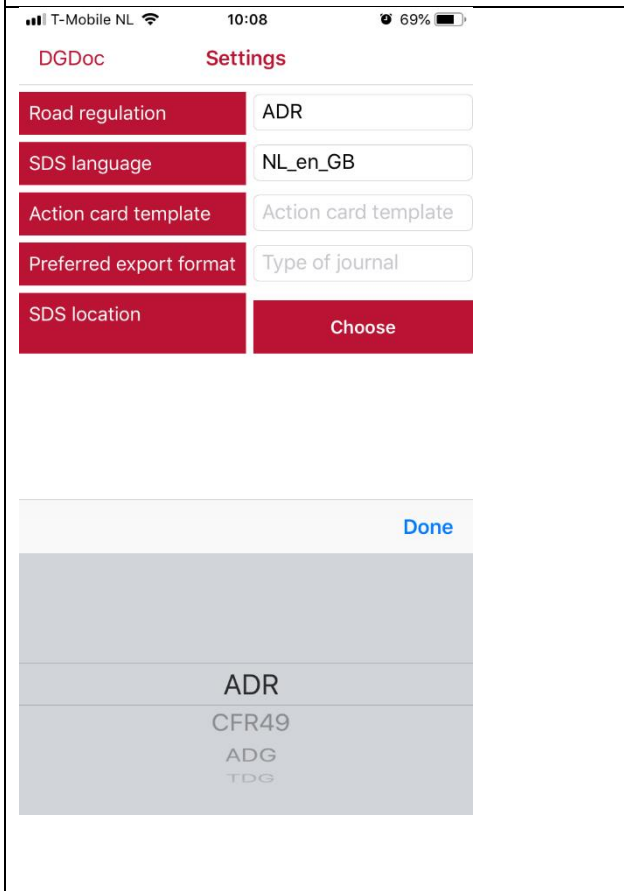 T-Mobile NL 10:08 69%
DGDoc Settings
Road regulation ADR
SDS language NL_en_GB
Action card template Action card template
Preferred export format Type of journal
SDS location Choose
Done
ADR
CFR49
ADG
TDG